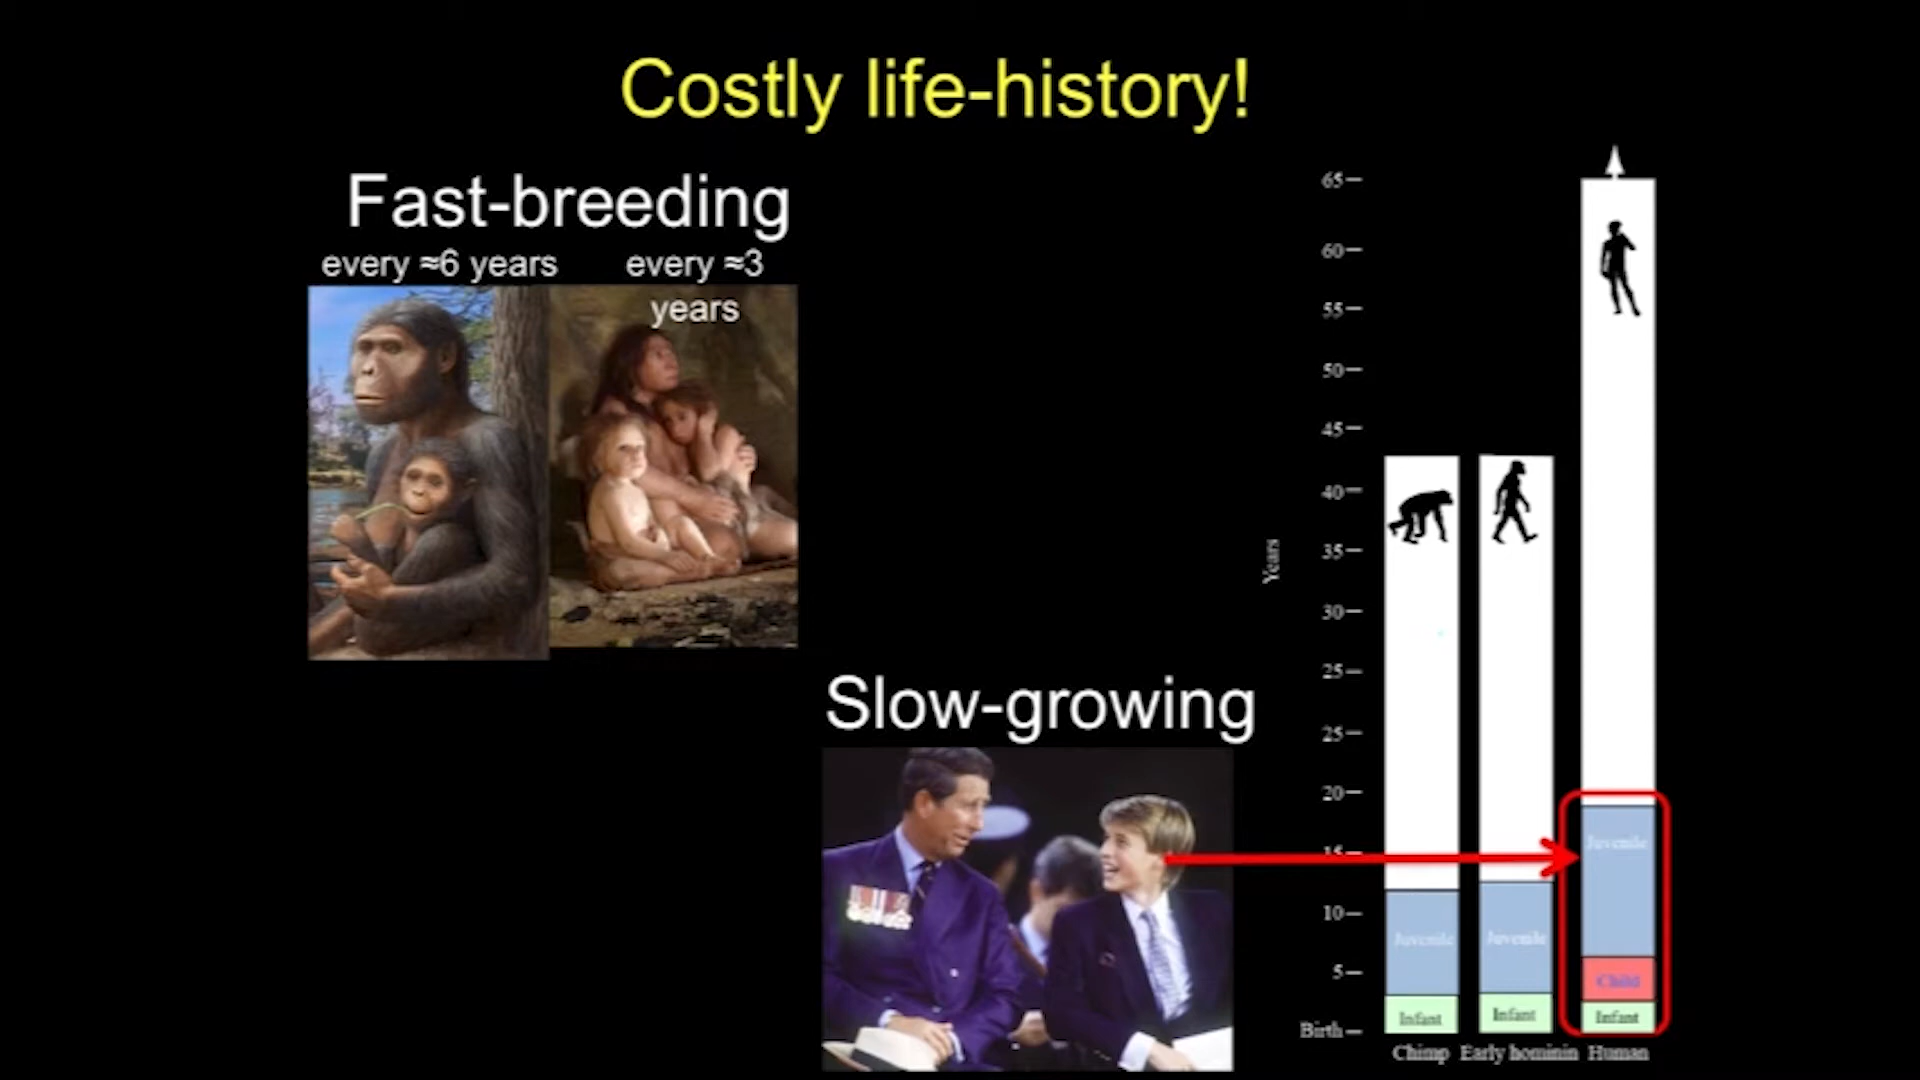 Costly life-history!
Fast-breeding
every ≈6 years
every ≈3
years
Slow-growing
65
60
55
50
45
40
35
30
25
25
20
15
10
5
Birth
Years
Juvenile
Infant
Juvenile
Infant
Juvenile
Child
Infant
Chimp
Early hominin
Human